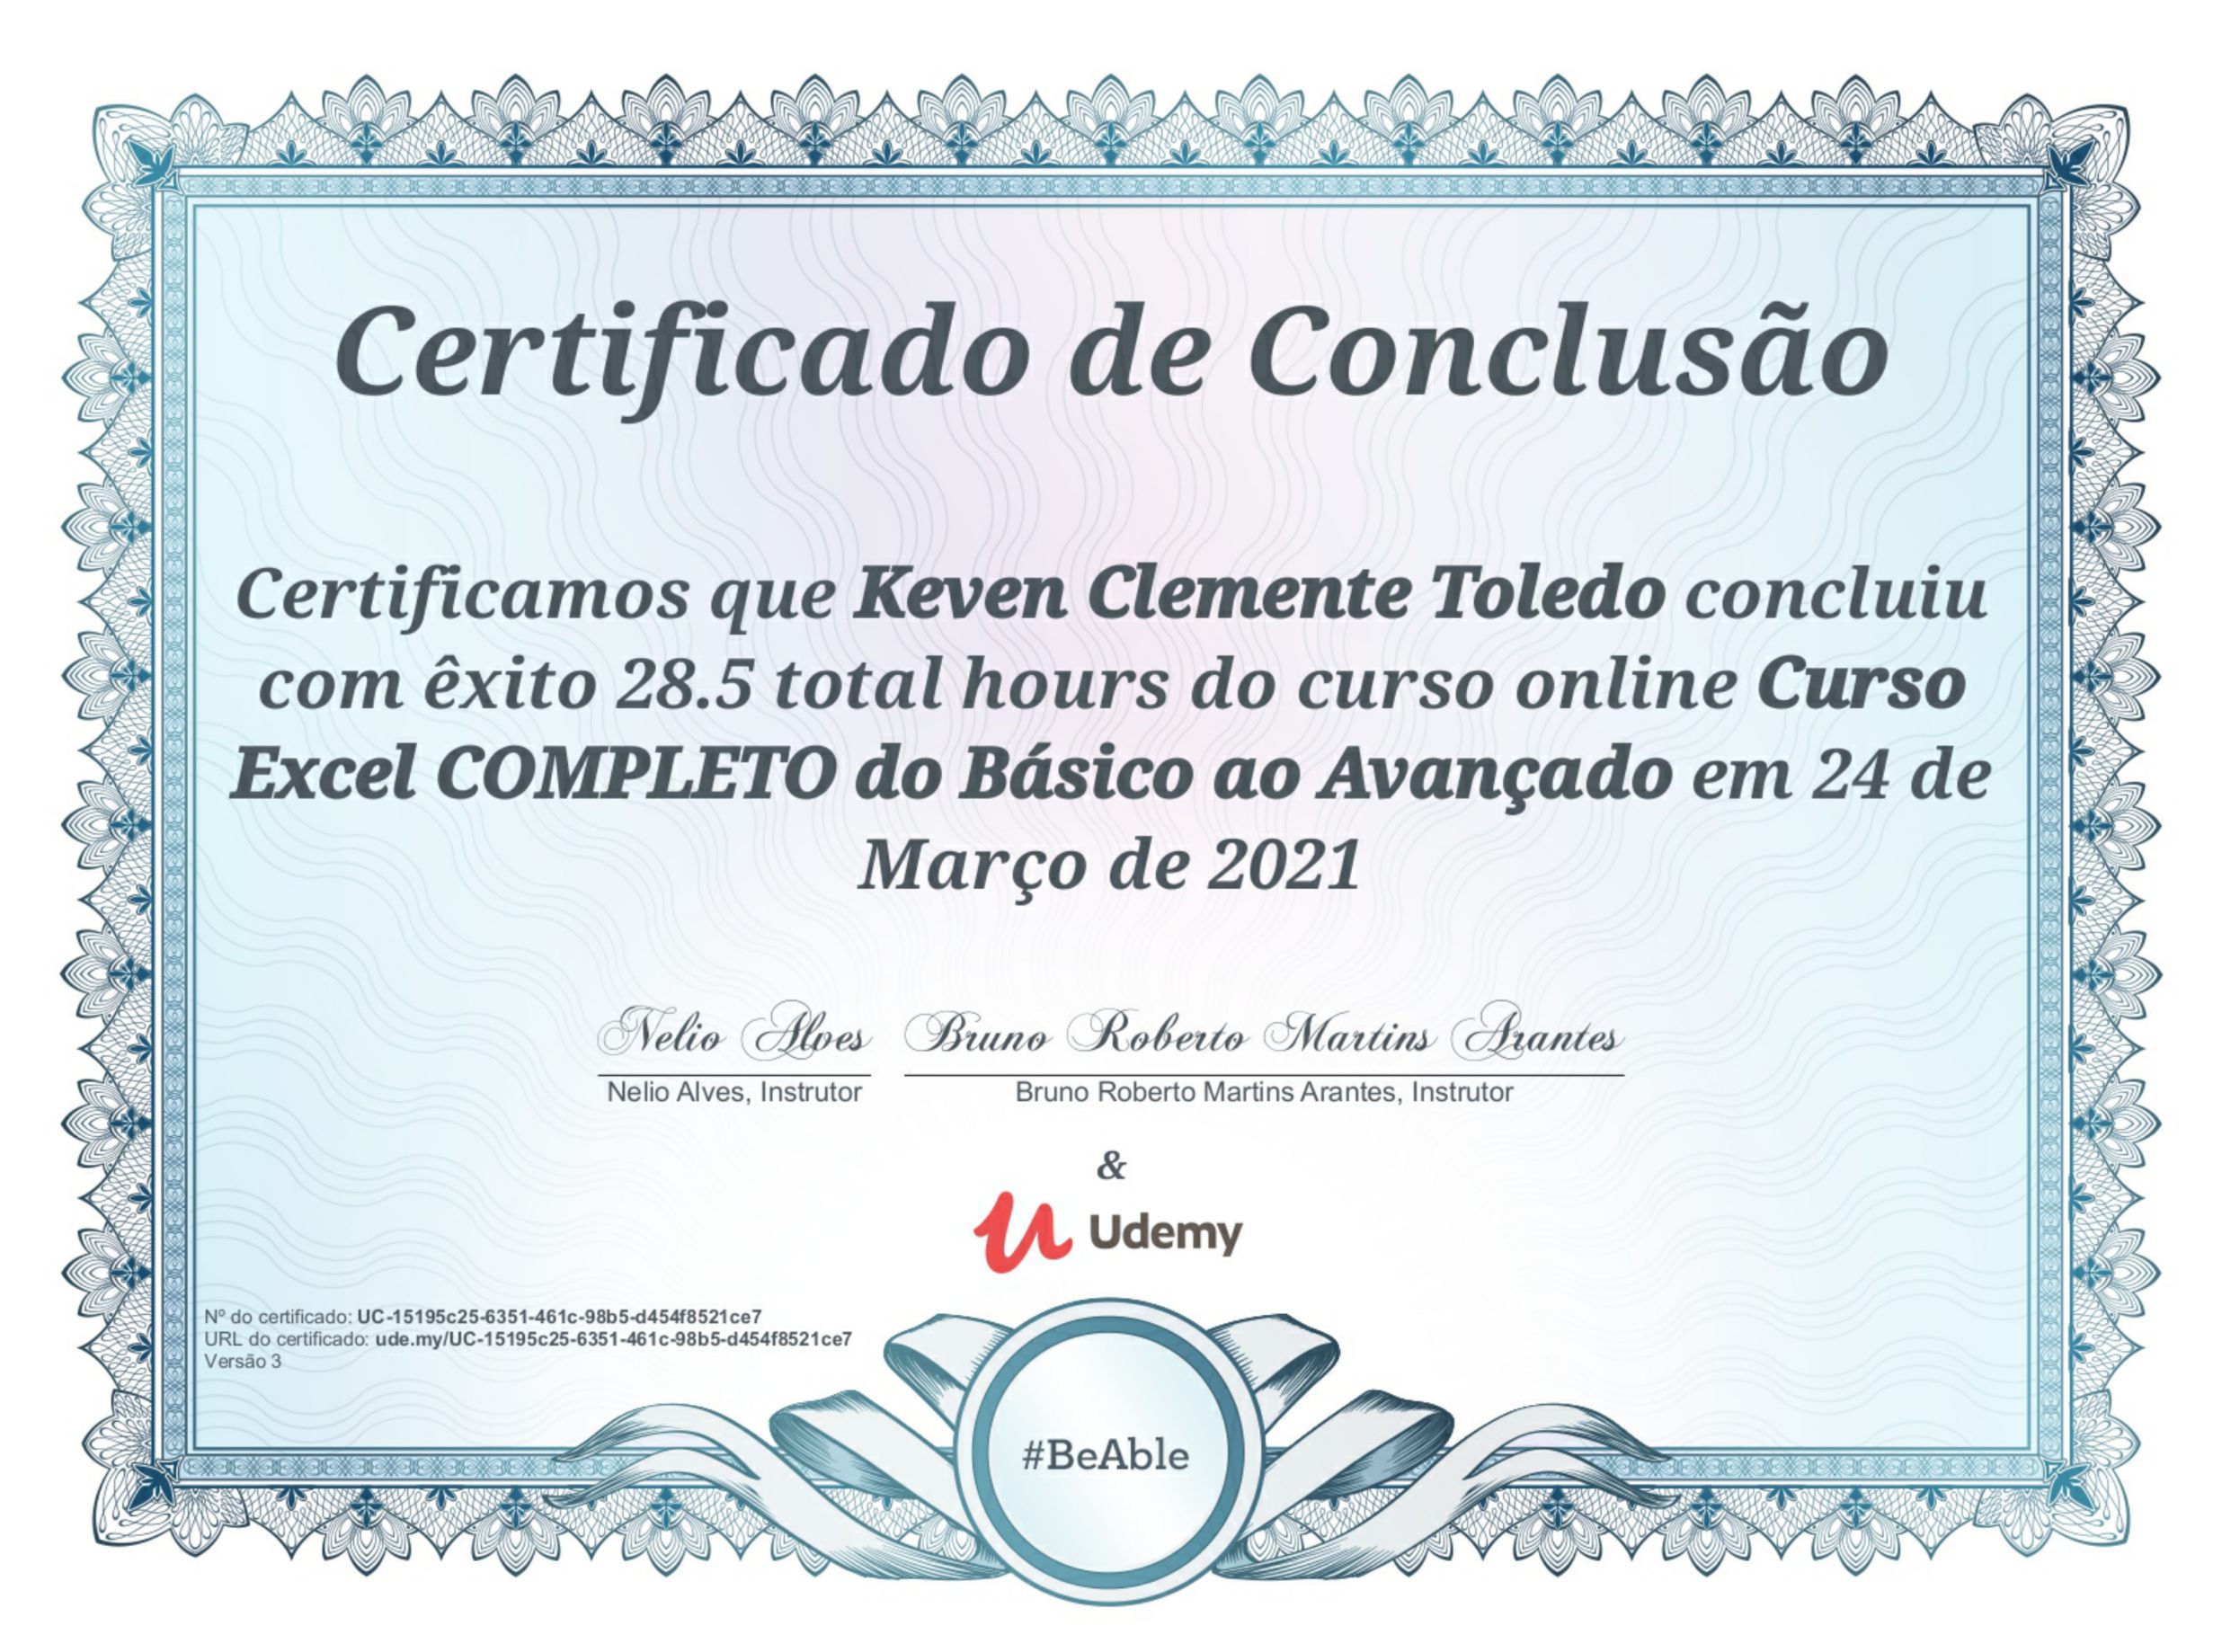 Certificado de Conclusão
Certificamos que Keven Clemente Toledo concluiu
com êxito 28.5 total hours do curso online Curso
Excel COMPLETO do Básico ao Avançado em 24 de
Março de 2021
Nelio Alves Bruno Roberto Martins Arantes
Nelio Alves, Instrutor Bruno Roberto Martins Arantes, Instrutor
&
Udemy
Nº do certificado: UC-15195c25-6351-461c-98b5-d454f8521ce7
URL do certificado: ude.my/UC-15195c25-6351-461c-98b5-d454f8521ce7
Versão 3
#BeAble